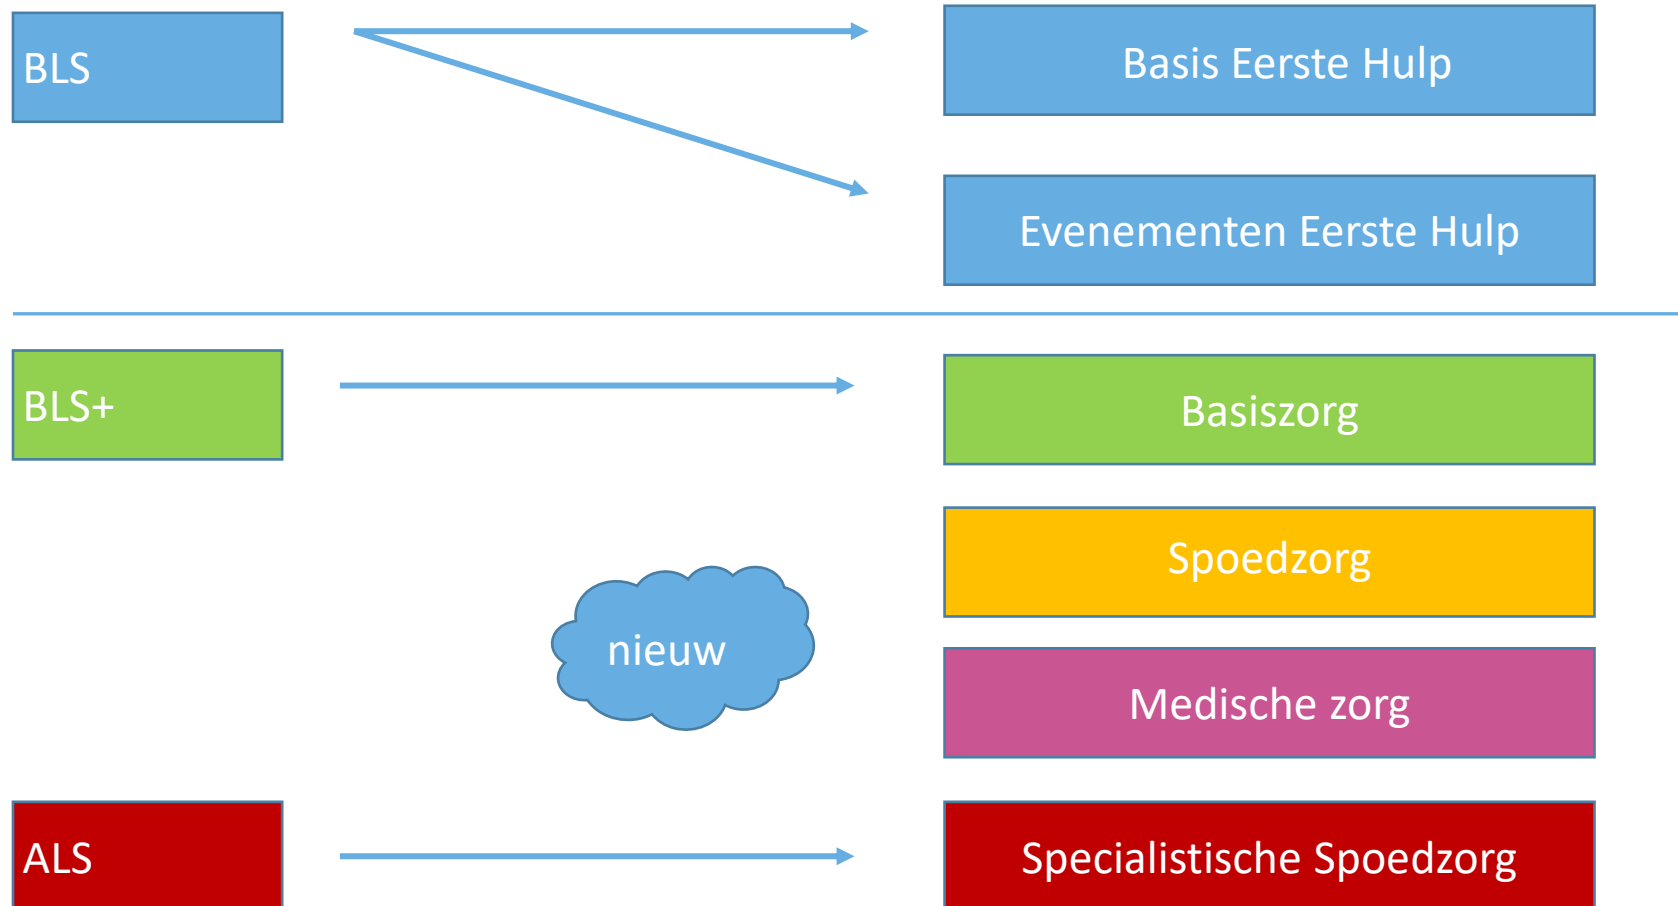 BLS
Basis Eerste Hulp
Evenementen Eerste Hulp
BLS+
Basiszorg
Spoedzorg
nieuw
Medische zorg
ALS
Specialistische Spoedzorg